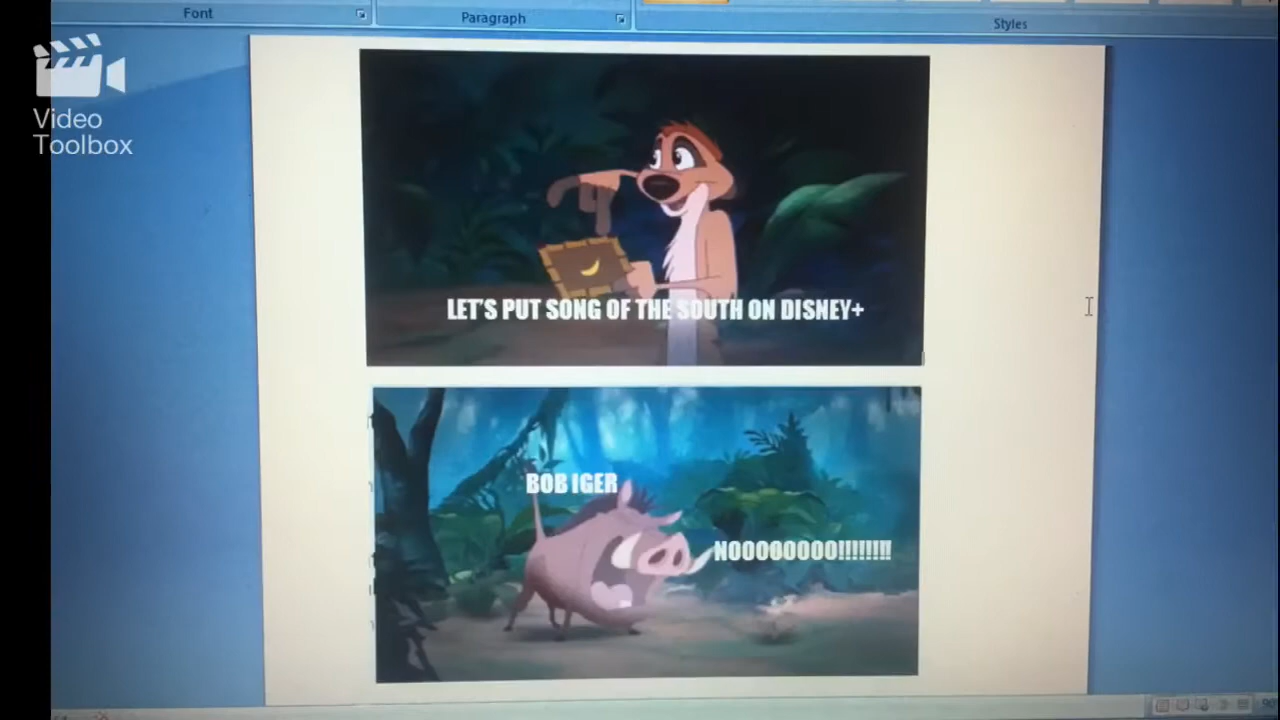 Font
Paragraph
Styles
Video
Toolbox
LET'S PUT SONG OF THE SOUTH ON DISNEY+
BOB IGER
NOOOOOOOO!!!!!!!!